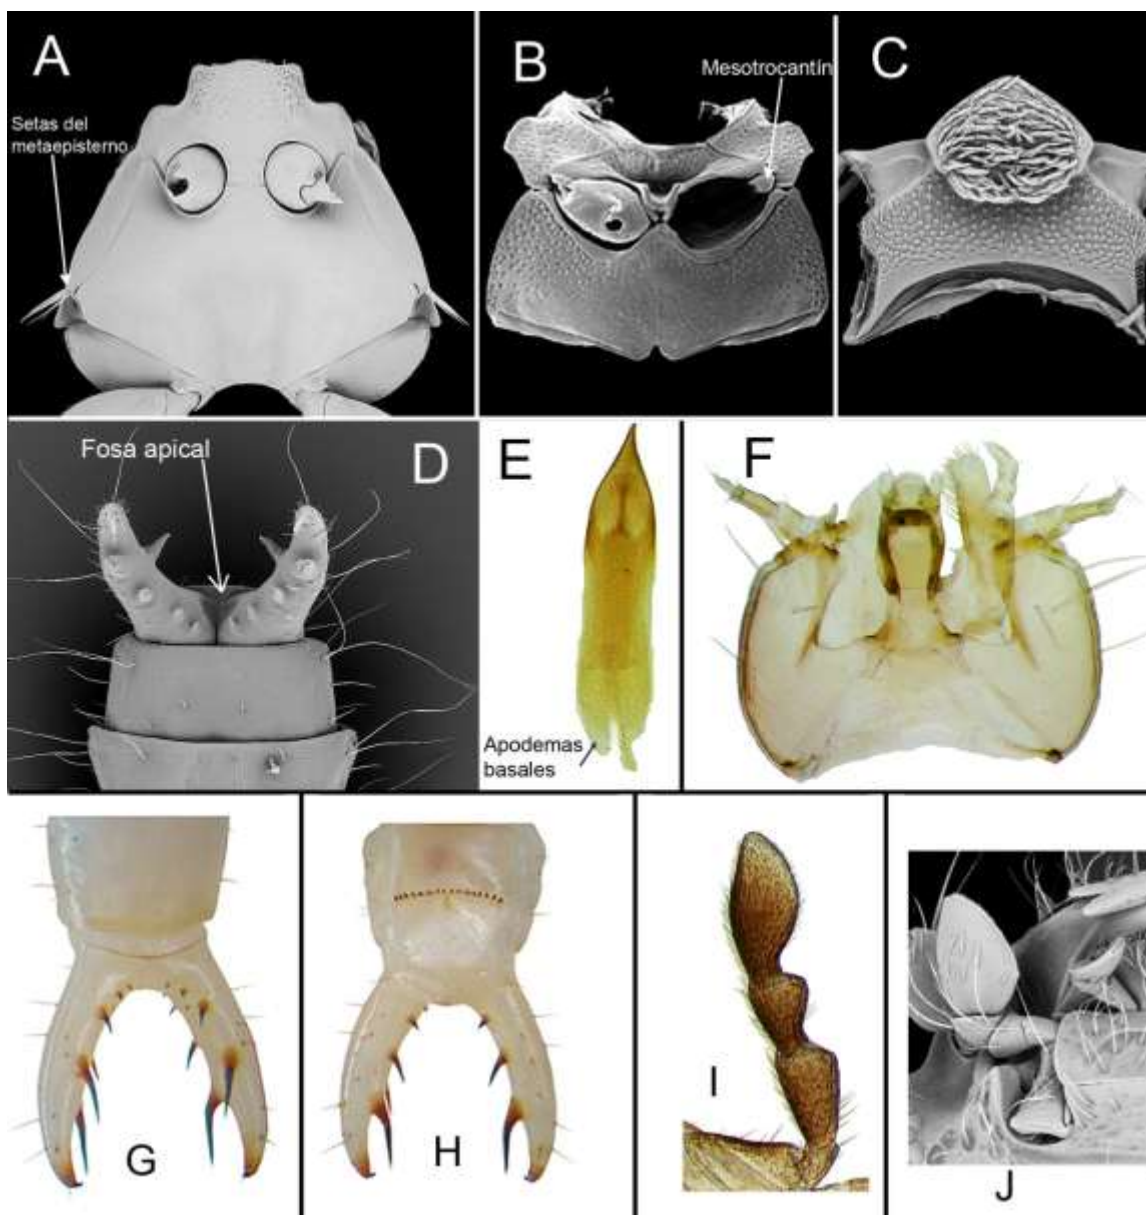 A
Setas del
metaepisterno
B
Mesotrocantín
C
Fosa apical
D
E
Apodemas
basales
F
G
H
I
J